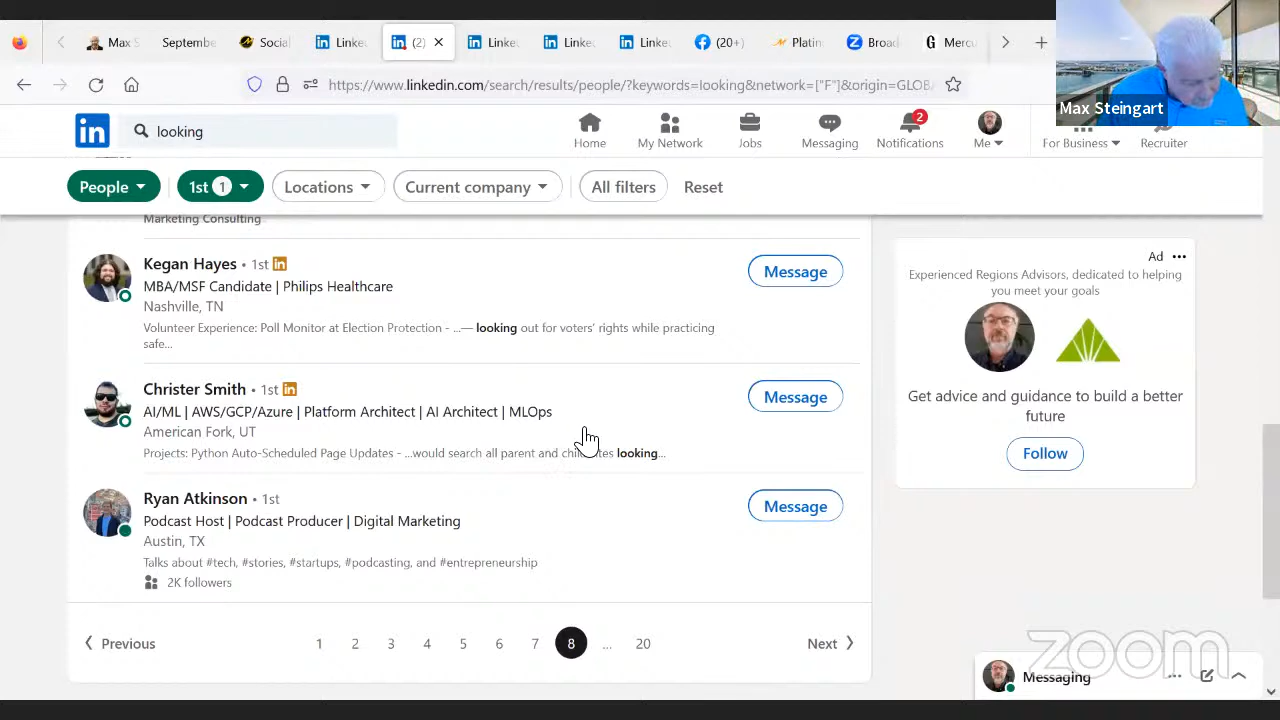 Max S
Septembe
Social
Linke
(2)
Linke
Linke
Linke
(20+)
Platin
Broad
Mercu
https://www.linkedin.com/search/results/people/?keywords=looking&network=["F"]&origin=GLOBA
Max Steingart
in
looking
Home
My Network
Jobs
Messaging
2
Notifications
Me
For Business
Recruiter
People
1st 1
Locations
Current company
All filters
Reset
Marketing Consulting
Kegan Hayes • 1st in
MBA/MSF Candidate | Philips Healthcare
Nashville, TN
Volunteer Experience: Poll Monitor at Election Protection - ...— looking out for voters' rights while practicing
safe...
Message
Christer Smith • 1st in
AI/ML | AWS/GCP/Azure | Platform Architect | AI Architect | MLOps
American Fork, UT
Projects: Python Auto-Scheduled Page Updates - ...would search all parent and looking...
Message
Ryan Atkinson • 1st
Podcast Host | Podcast Producer | Digital Marketing
Austin, TX
Talks about #tech, #stories, #startups, #podcasting, and #entrepreneurship
2K followers
Message
Previous
1 2 3 4 5 6 7 8 ... 20
Next
Ad •••
Experienced Regions Advisors, dedicated to helping
you meet your goals
Get advice and guidance to build a better
future
Follow
Messaging
zoom